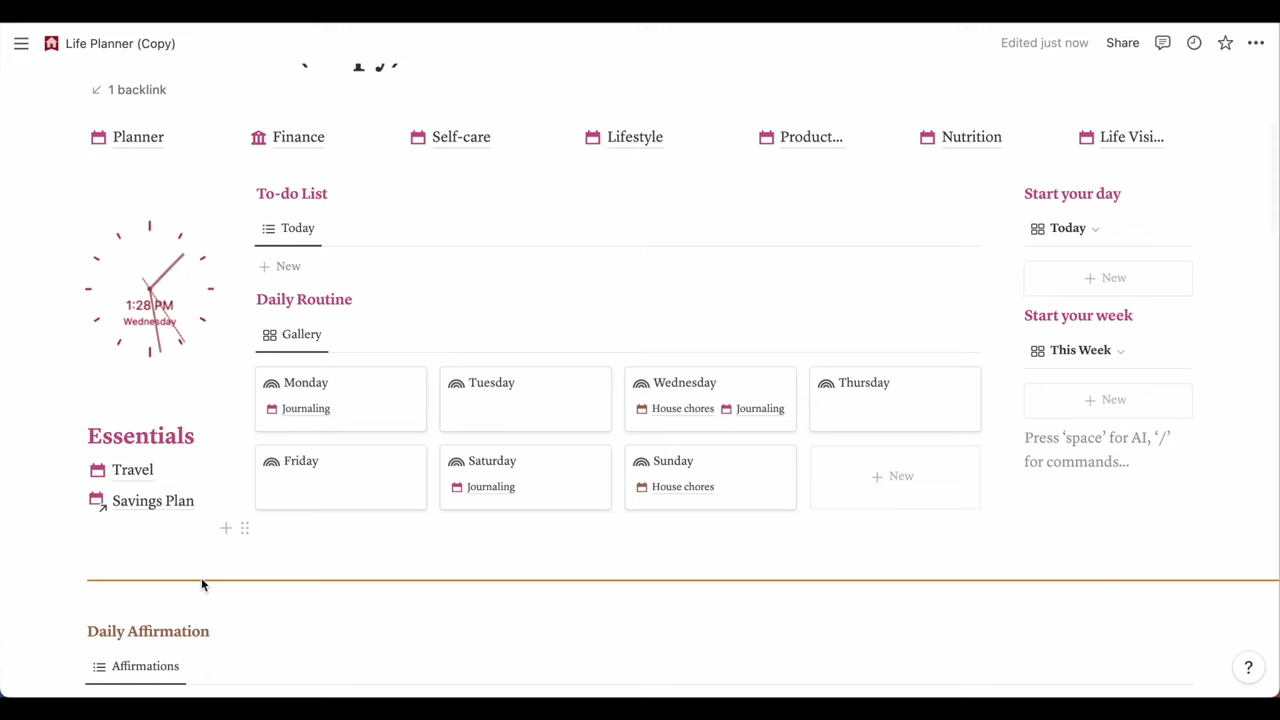 Life Planner (Copy)
Edited just now
Share
1 backlink
Planner
Finance
Self-care
Lifestyle
Product...
Nutrition
Life Visi...
To-do List
Today
New
Daily Routine
Gallery
Monday
Journaling
Tuesday
Wednesday
House chores Journaling
Thursday
Friday
Saturday
Journaling
Sunday
House chores
New
Start your day
Today
New
Start your week
This Week
New
Press ‘space’ for AI, ‘/’
for commands...
1:28 PM
Wednesday
Essentials
Travel
Savings Plan
Daily Affirmation
Affirmations
?